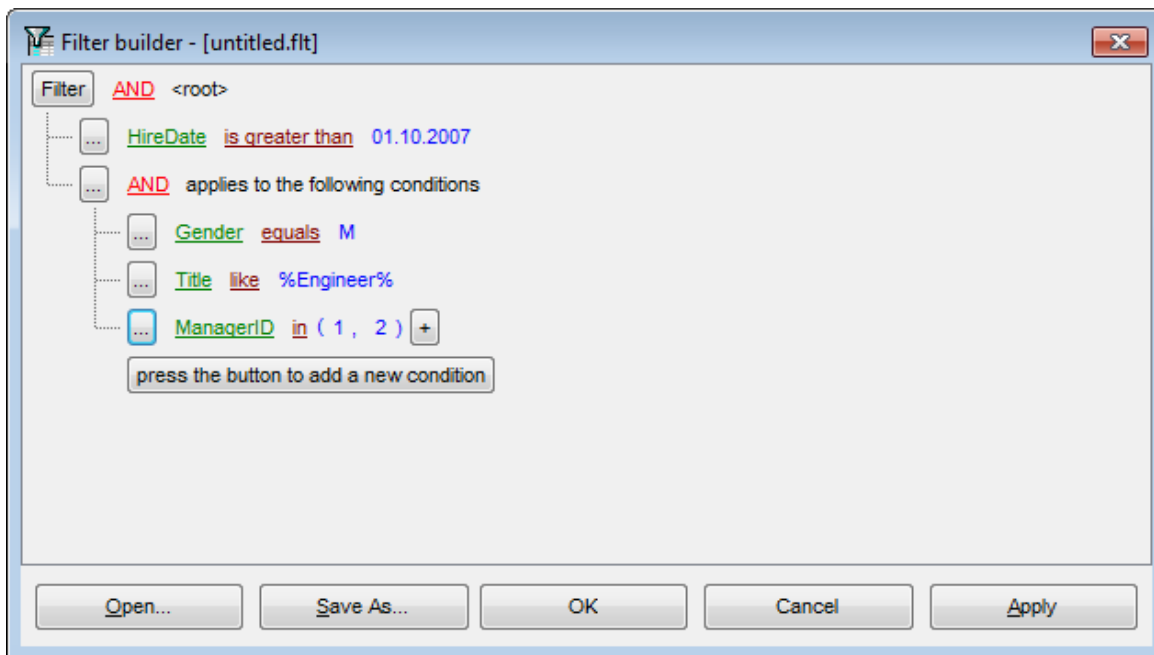 Filter builder - [untitled.flt]
Filter AND <root>
... HireDate is greater than 01.10.2007
... AND applies to the following conditions
... Gender equals M
... Title like %Engineer%
... ManagerID in ( 1 , 2 ) +
press the button to add a new condition
Open... Save As... OK Cancel Apply